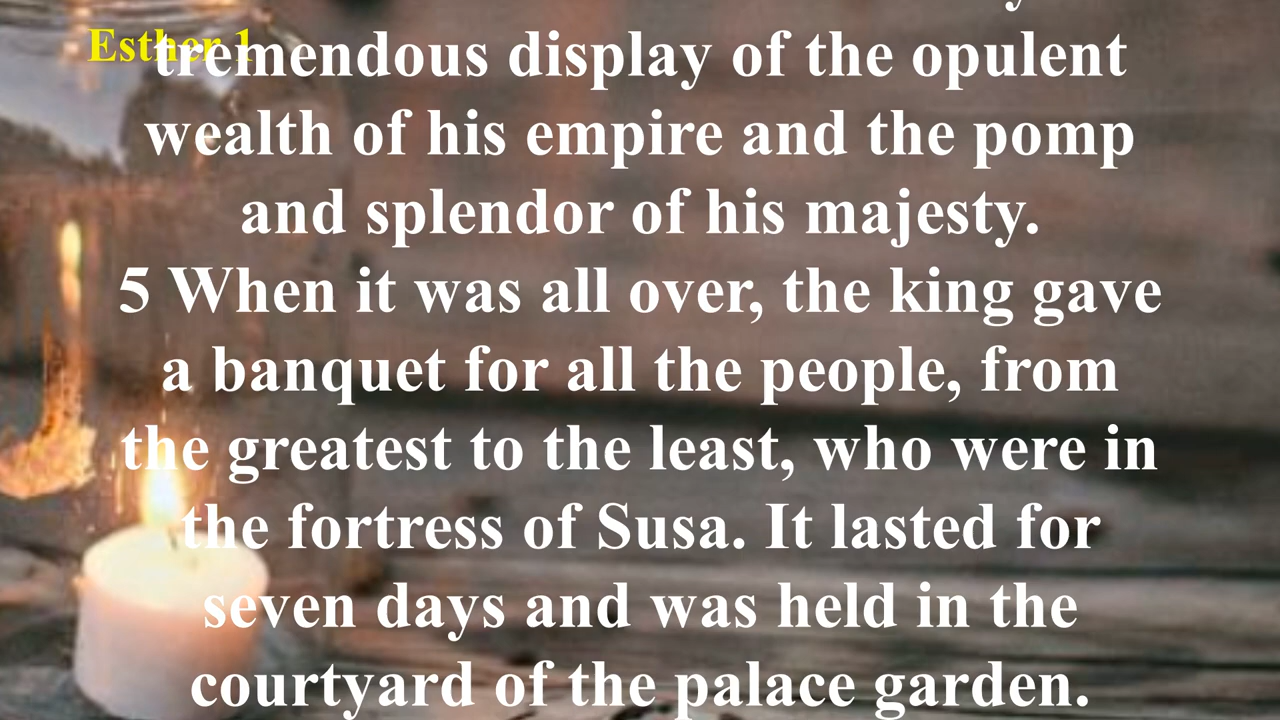 Esther 1
tremendous display of the opulent
wealth of his empire and the pomp
and splendor of his majesty.
5 When it was all over, the king gave
a banquet for all the people, from
the greatest to the least, who were in
the fortress of Susa. It lasted for
seven days and was held in the
courtyard of the palace garden.